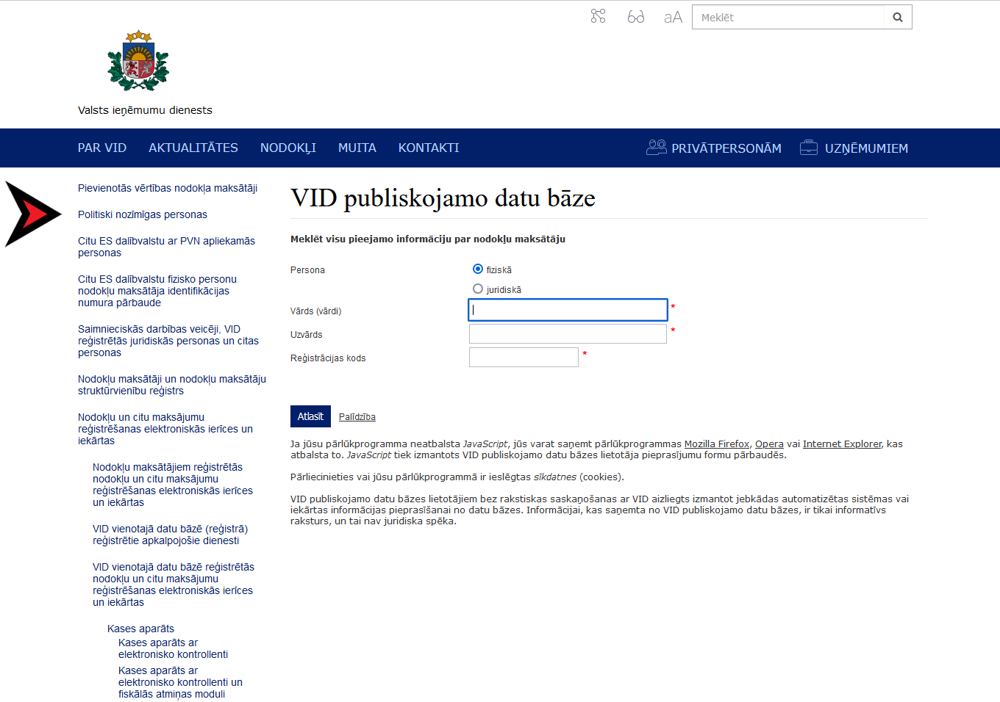 aA
Meklēt
Valsts ieņēmumu dienests
PAR VID
AKTUALITĀTES
NODOKĻI
MUITA
KONTAKTI
PRIVĀTPERSONĀM
UZŅĒMUMIEM
Pievienotās vērtības nodokļa maksātāji
Politiski nozīmīgas personas
Citu ES dalībvalstu ar PVN apliekamās
personas
Citu ES dalībvalstu fizisko personu
nodokļu maksātāja identifikācijas
numura pārbaude
Saimnieciskās darbības veicēji, VID
reģistrētās juridiskās personas un citas
personas
Nodokļu maksātāji un nodokļu maksātāju
struktūrvienību reģistrs
Nodokļu un citu maksājumu
reģistrēšanas elektroniskās ierīces un
iekārtas
Nodokļu maksātājiem reģistrētās
nodokļu un citu maksājumu
reģistrēšanas elektroniskās ierīces
un iekārtas
VID vienotajā datu bāzē (reģistrā)
reģistrētie apkalpojošie dienesti
VID vienotajā datu bāzē reģistrētās
nodokļu un citu maksājumu
reģistrēšanas elektroniskās ierīces
un iekārtas
Kases aparāts
Kases aparāts ar
elektronisko kontrollenti
Kases aparāts ar
elektronisko kontrollenti un
fiskālās atmiņas moduli
VID publiskojamo datu bāze
Meklēt visu pieejamo informāciju par nodokļu maksātāju
Persona
fiziskā
juridiskā
Vārds (vārdi) *
Uzvārds *
Reģistrācijas kods *
Atlasīt Palīdzība
Ja jūsu pārlūkprogramma neatbalsta JavaScript, jūs varat saņemt pārlūkprogrammas Mozilla Firefox, Opera vai Internet Explorer, kas
atbalsta to. JavaScript tiek izmantots VID publiskojamo datu bāzes lietotāja pieprasījumu formu pārbaudēs.
Pārliecinieties vai jūsu pārlūkprogrammā ir ieslēgtas sīkdatnes (cookies).
VID publiskojamo datu bāzes lietotājiem bez rakstiskas saskaņošanas ar VID aizliegts izmantot jebkādas automatizētas sistēmas vai
iekārtas informācijas pieprasīšanai no datu bāzes. Informācijai, kas saņemta no VID publiskojamo datu bāzes, ir tikai informatīvs
raksturs, un tai nav juridiska spēka.